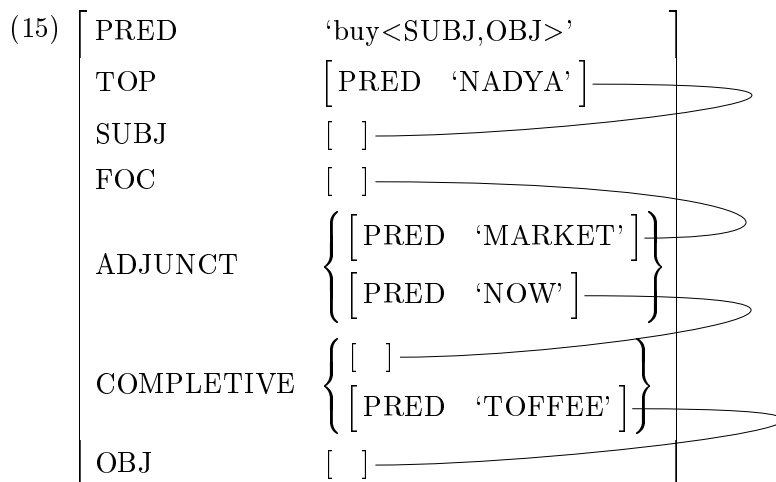 (15)
PRED ‘buy<SUBJ,OBJ>’
TOP [PRED ‘NADYA’]
SUBJ [ ]
FOC [ ]
ADJUNCT { [PRED ‘MARKET’]
[PRED ‘NOW’] }
COMPLETIVE { [ ]
[PRED ‘TOFFEE’] }
OBJ [ ]